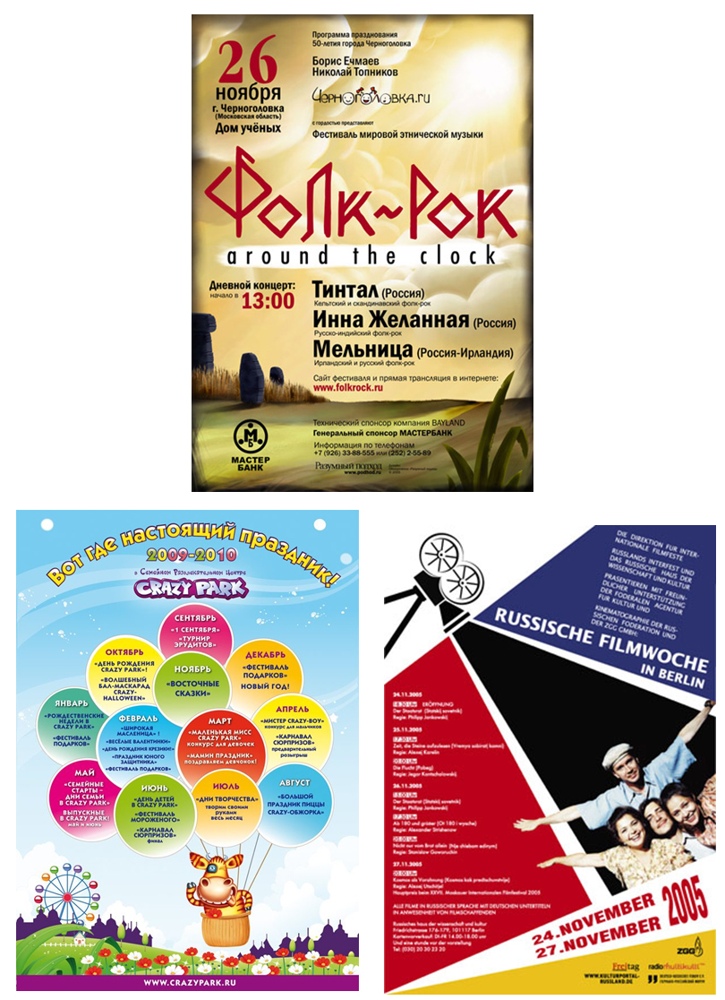 26
ноября
г. Черноголовка
(Московская область)
Дом учёных
Программа празднования
50-летия города Черноголовка
Борис Ечмаев
Николай Топников
Черноголовка.ru
с гордостью представляют
Фестиваль мировой этнической музыки
Фолк~Рок
around the clock
Дневной концерт:
начало в 13:00
Тинтал (Россия)
Кельтский и скандинавский фолк-рок
Инна Желанная (Россия)
Русско-индийский фолк-рок
Мельница (Россия-Ирландия)
Ирландский и русский фолк-рок
Сайт фестиваля и прямая трансляция в интернете:
www.folkrock.ru
МАСТЕР
БАНК
Технический спонсор компания BAYLAND
Генеральный спонсор МАСТЕРБАНК
Информация по телефонам
+7 (926) 33-88-555 или (252) 2-55-89
Разумный подход
www.podhod.ru
Вот где настоящий праздник!
2009-2010
в Семейном Развлекательном Центре
CRAZY PARK
СЕНТЯБРЬ
«1 СЕНТЯБРЯ»
«ТУРНИР
ЭРУДИТОВ»
ОКТЯБРЬ
«ДЕНЬ РОЖДЕНИЯ
CRAZY PARK»!
«ВОЛШЕБНЫЙ
БАЛ-МАСКАРАД
CRAZY-
HALLOWEEN»
НОЯБРЬ
«ВОСТОЧНЫЕ
СКАЗКИ»
ДЕКАБРЬ
«ФЕСТИВАЛЬ
ПОДАРКОВ»
НОВЫЙ ГОД!
ЯНВАРЬ
«РОЖДЕСТВЕНСКИЕ
НЕДЕЛИ В
CRAZY PARK»
«ФЕСТИВАЛЬ
ПОДАРКОВ»
ФЕВРАЛЬ
«ШИРОКАЯ
МАСЛЕНИЦА» !
«ВЕСЁЛЫЕ ВАЛЕНТИНКИ»
«ДЕНЬ РОЖДЕНИЯ КРЕЗИКИ»
«ПРАЗДНИК ЮНОГО
ЗАЩИТНИКА»
«ФЕСТИВАЛЬ ПОДАРКОВ»
МАРТ
«МАЛЕНЬКАЯ МИСС
CRAZY PARK»
конкурс для девочек
«МАМИН ПРАЗДНИК»
поздравляем девчонок!
АПРЕЛЬ
«МИСТЕР CRAZY-BOY»
конкурс для мальчиков
«КАРНАВАЛ
СЮРПРИЗОВ»
предварительный
розыгрыш
МАЙ
«СЕМЕЙНЫЕ
СТАРТЫ –
ДНИ СЕМЬИ
В CRAZY PARK»
ВЫПУСКНЫЕ
В CRAZY PARK!
май и июнь
ИЮНЬ
«ДЕНЬ ДЕТЕЙ
В CRAZY PARK»
«ФЕСТИВАЛЬ
МОРОЖЕНОГО»
«КАРНАВАЛ
СЮРПРИЗОВ»
финал
ИЮЛЬ
«ДНИ ТВОРЧЕСТВА»
творим своими
руками
весь месяц
АВГУСТ
«БОЛЬШОЙ
ПРАЗДНИК ПИЦЦЫ
CRAZY-ОБЖОРКА»
WWW.CRAZYPARK.RU
DIE DIREKTION FÜR INTER-
NATIONALE FILMFESTE
RUSSLANDS INTERFEST UND
DAS RUSSISCHE HAUS DER
WISSENSCHAFT UND KULTUR
PRÄSENTIEREN MIT FREUN-
DLICHER UNTERSTÜTZUNG
DER FÖDERALEN AGENTUR
FÜR KULTUR UND
KINEMATOGRAPHIE DER RUS-
SISCHEN FÖDERATION UND
DER ZGG GMBH:
RUSSISCHE FILMWOCHE
IN BERLIN
24.11.2005
18.30 Uhr ERÖFFNUNG
Der Staatsrat (Statski sovetnik)
Regie: Philipp Jankowski
25.11.2005
17.30 Uhr
Zeit, die Steine aufzulesen (Vremya sobirat| kamni)
Regie: Alexej Karelin
20.00 Uhr
Die Flucht (Pobeg)
Regie: Jegor Kontschalowski
26.11.2005
15.00 Uhr
Der Staatsrat (Statski sovetnik)
Regie: Philipp Jankowski
17.30 Uhr
Ab 180 und grösser (Ot 180 i wysche)
Regie: Alexander Strishenow
20.00 Uhr
Nicht nur vom Brot allein (Nje chlebom edinym)
Regie: Stanislaw Goworuchin
27.11.2005
20.00 Uhr
Kosmos als Vorahnung (Kosmos kak predtschuvstvije)
Regie: Alexej Utschitjel
Hauptpreis beim XXVII. Moskauer Internationalen Filmfestival 2005
ALLE FILME IN RUSSISCHER SPRACHE MIT DEUTSCHEN UNTERTITELN
IN ANWESENHEIT VON FILMSCHAFFENDEN
Russisches haus der wissenschaft und kultur
Friedrichstrasse 176-179, 101117 Berlin
Kartenvorverkauf: DI-FR 14.00-18.00 uhr
Und eine stunde vor der vorstellung
Tel: (030) 20 30 23 20
24.NOVEMBER
27.NOVEMBER 2005
ZGG
Freitag
radiomultikulti
WWW.KULTURPORTAL-
RUSSLAND.DE